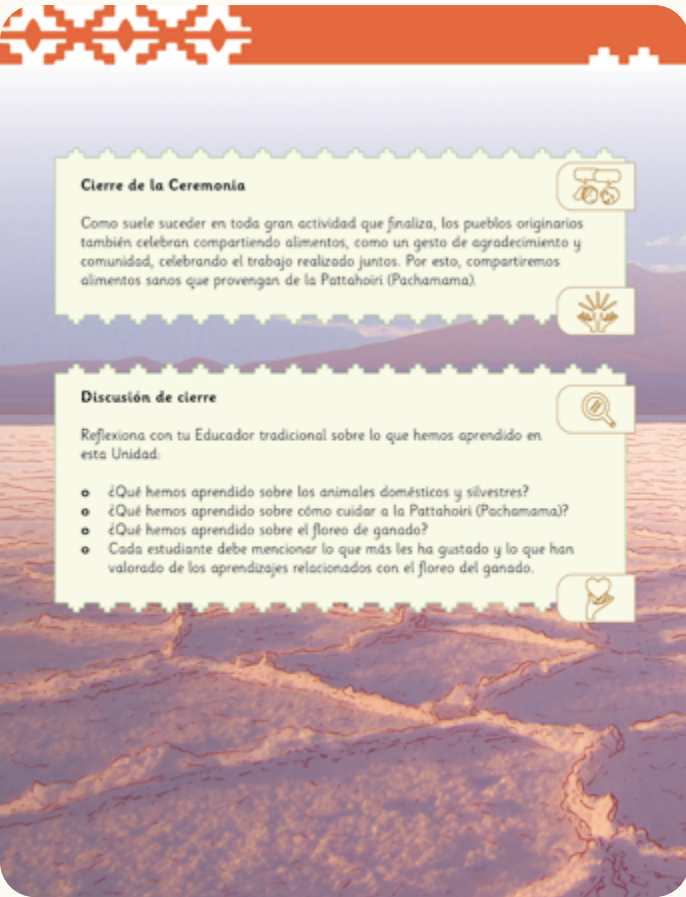 Cierre de la Ceremonia
Como suele suceder en toda gran actividad que finaliza, los pueblos originarios
también celebran compartiendo alimentos, como un gesto de agradecimiento y
comunidad, celebrando el trabajo realizado juntos. Por esto, compartiremos
alimentos sanos que provengan de la Pattahoiri (Pachamama).
Discusión de cierre
Reflexiona con tu Educador tradicional sobre lo que hemos aprendido en
esta Unidad:
o ¿Qué hemos aprendido sobre los animales domésticos y silvestres?
o ¿Qué hemos aprendido sobre cómo cuidar a la Pattahoiri (Pachamama)?
o ¿Qué hemos aprendido sobre el floreo de ganado?
o Cada estudiante debe mencionar lo que más les ha gustado y lo que han
valorado de los aprendizajes relacionados con el floreo del ganado.